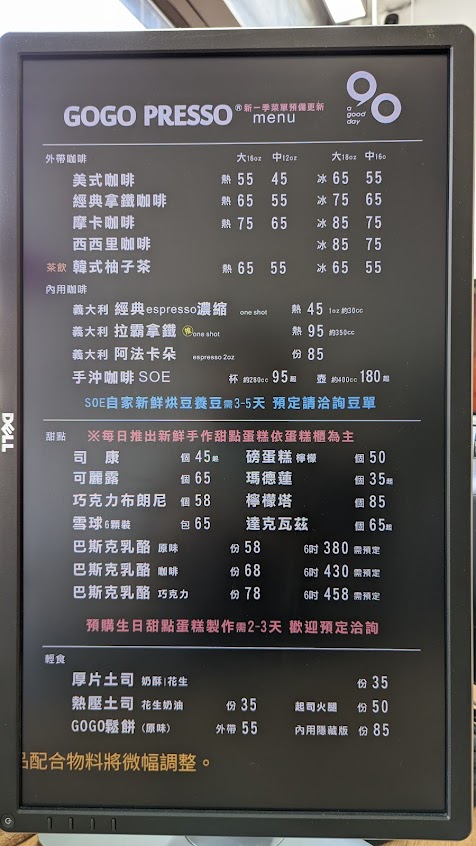 GOGO PRESSO® 新一季菜單預備更新
menu
a good day
外帶咖啡 大16oz 中12oz 大18oz 中16o
美式咖啡 熱 55 45 冰 65 55
經典拿鐵咖啡 熱 65 55 冰 75 65
摩卡咖啡 熱 75 65 冰 85 75
西西里咖啡 冰 85 75
茶飲 韓式柚子茶 熱 65 55 冰 65 55
內用咖啡
義大利 經典espresso濃縮 one shot 熱 45 1oz 約30cc
義大利 拉霸拿鐵 one shot 熱 95 約350cc
義大利 阿法卡朵 espresso 2oz 份 85
手沖咖啡 SOE 杯 約280cc 95起 壺 約400cc 180起
SOE自家新鮮烘豆養豆需3-5天 預定請洽詢豆單
甜點 ※每日推出新鮮手作甜點蛋糕依蛋糕櫃為主
司 康 個 45起 磅蛋糕 檸檬 個 50
可麗露 個 65 瑪德蓮 個 35起
巧克力布朗尼 個 58 檸檬塔 個 85
雪球 6顆裝 包 65 達克瓦茲 個 65起
巴斯克乳酪 原味 份 58 6吋 380 需預定
巴斯克乳酪 咖啡 份 68 6吋 430 需預定
巴斯克乳酪 巧克力 份 78 6吋 458 需預定
預購生日甜點蛋糕製作需2-3天 歡迎預定洽詢
輕食
厚片土司 奶酥|花生 份 35
熱壓土司 花生奶油 份 35 起司火腿 份 50
GOGO鬆餅 (原味) 外帶 55 內用隱藏版 份 85
品配合物料將微幅調整。
DELL